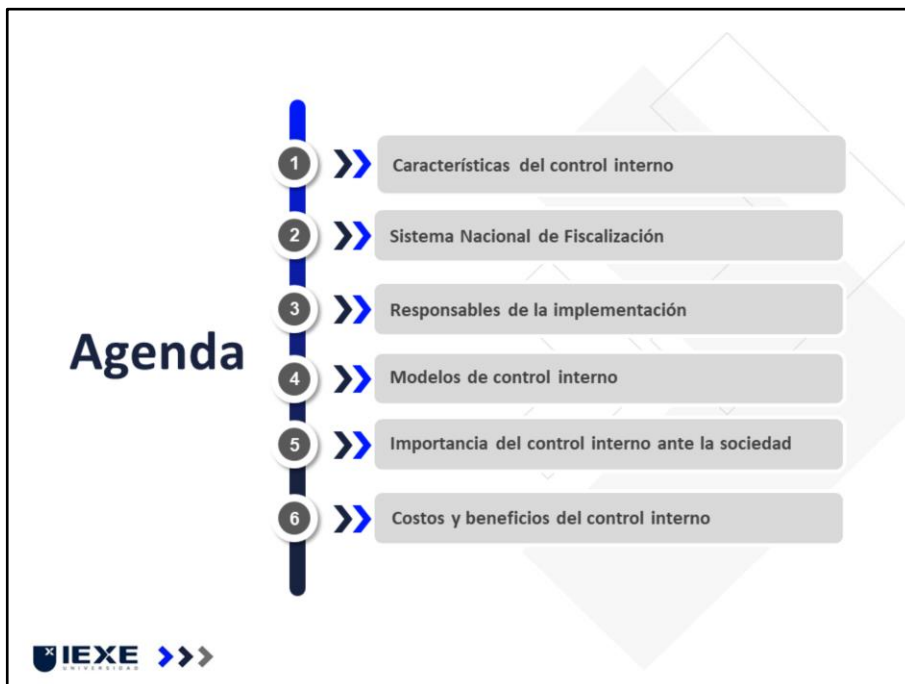 Agenda
1
Características del control interno
2
Sistema Nacional de Fiscalización
3
Responsables de la implementación
4
Modelos de control interno
5
Importancia del control interno ante la sociedad
6
Costos y beneficios del control interno
IEXE
UNIVERSIDAD